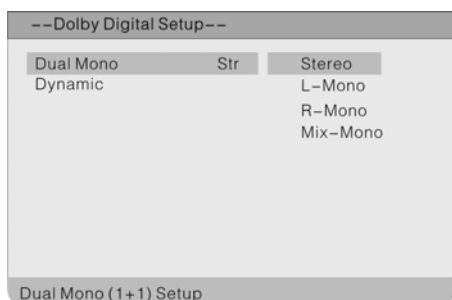 --Dolby Digital Setup--
Dual Mono Str Stereo
Dynamic L-Mono
R-Mono
Mix-Mono
Dual Mono (1+1) Setup